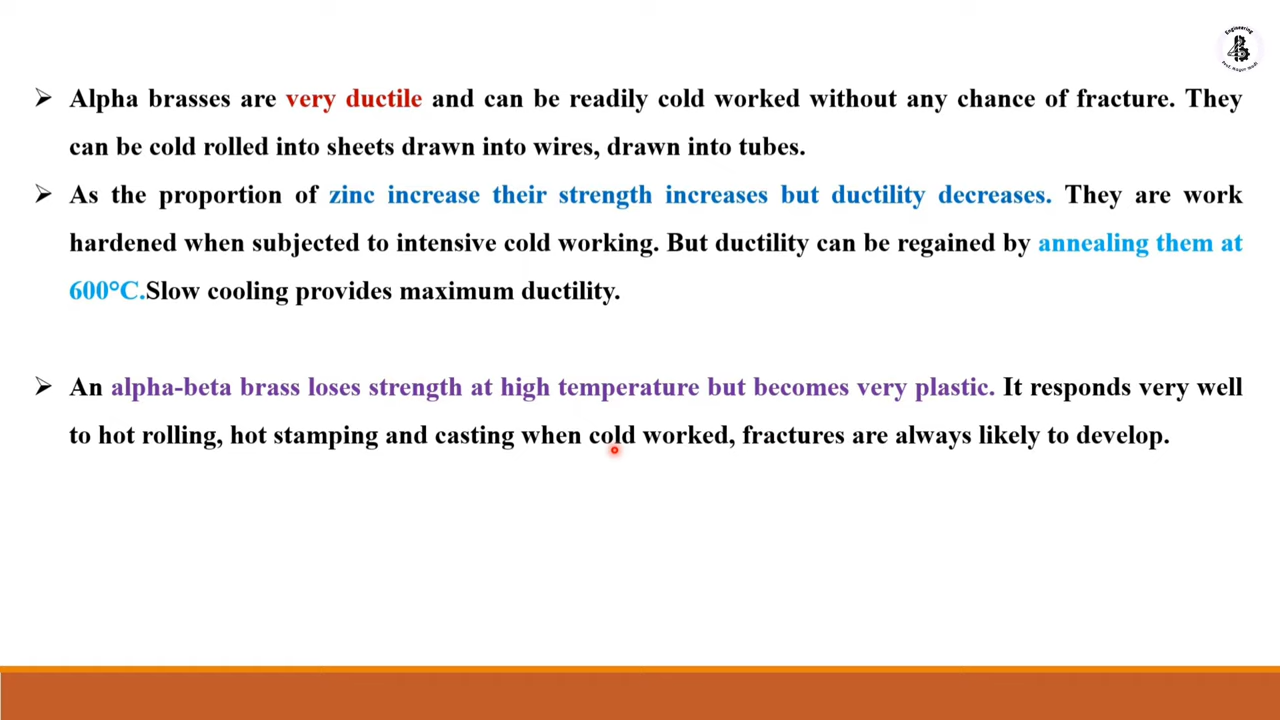 Engineering
Prof. Mayur Modi
➢ Alpha brasses are very ductile and can be readily cold worked without any chance of fracture. They
can be cold rolled into sheets drawn into wires, drawn into tubes.
➢ As the proportion of zinc increase their strength increases but ductility decreases. They are work
hardened when subjected to intensive cold working. But ductility can be regained by annealing them at
600°C.Slow cooling provides maximum ductility.
➢ An alpha-beta brass loses strength at high temperature but becomes very plastic. It responds very well
to hot rolling, hot stamping and casting when cold worked, fractures are always likely to develop.